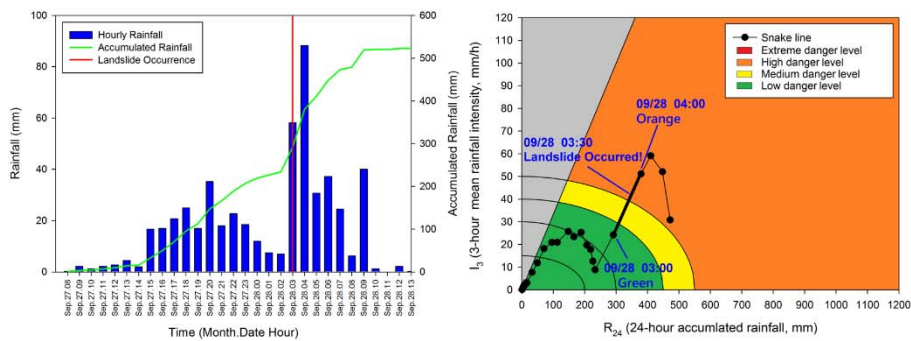 Hourly Rainfall
Accumulated Rainfall
Landslide Occurrence
Rainfall (mm)
100
80
60
40
20
0
Accumulated Rainfall (mm)
600
500
400
300
200
100
0
Sep.27.08
Sep.27.09
Sep.27.10
Sep.27.11
Sep.27.12
Sep.27.13
Sep.27.14
Sep.27.15
Sep.27.16
Sep.27.17
Sep.27.18
Sep.27.19
Sep.27.20
Sep.27.21
Sep.27.22
Sep.27.23
Sep.28.00
Sep.28.01
Sep.28.02
Sep.28.03
Sep.28.04
Sep.28.05
Sep.28.06
Sep.28.07
Sep.28.08
Sep.28.09
Sep.28.10
Sep.28.11
Sep.28.12
Sep.28.13
Time (Month.Date Hour)
I3 (3-hour mean rainfall intensity, mm/h)
120
110
100
90
80
70
60
50
40
30
20
10
0
Snake line
Extreme danger level
High danger level
Medium danger level
Low danger level
09/28 04:00
Orange
09/28 03:30
Landslide Occurred!
09/28 03:00
Green
0 100 200 300 400 500 600 700 800 900 1000 1100 1200
R24 (24-hour accumlated rainfall, mm)